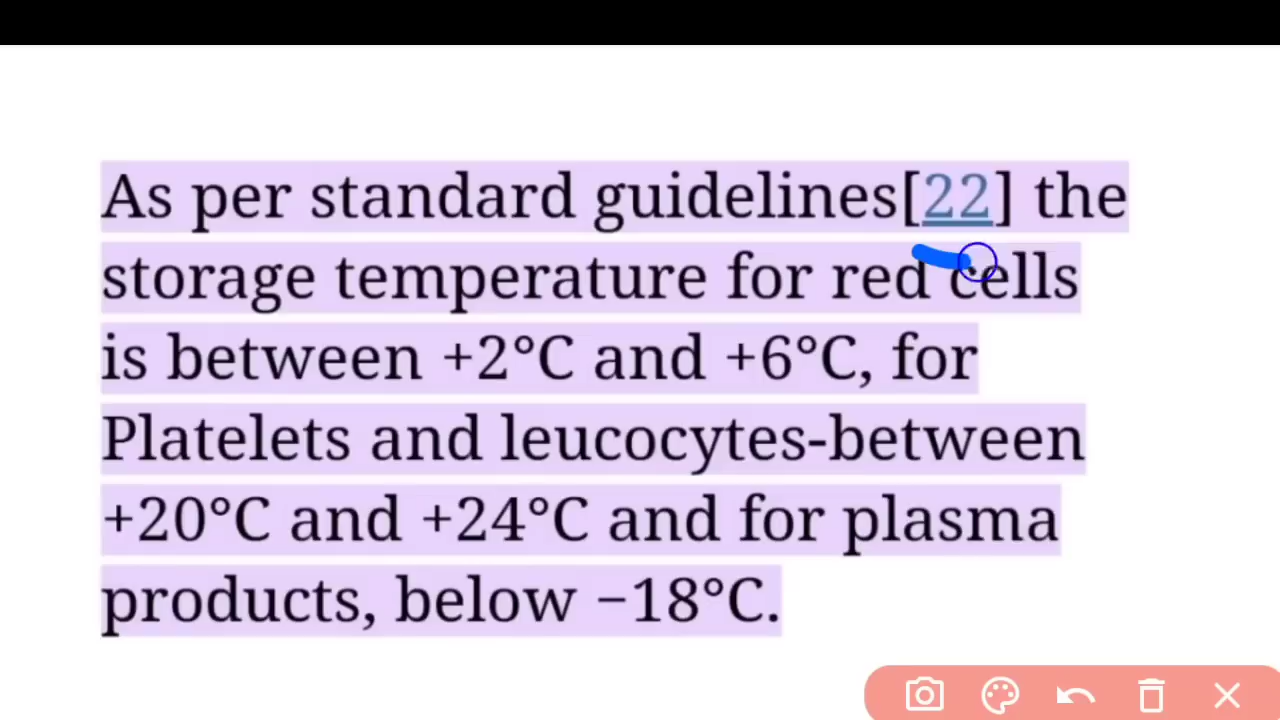 As per standard guidelines[22] the
storage temperature for red cells
is between +2°C and +6°C, for
Platelets and leucocytes-between
+20°C and +24°C and for plasma
products, below −18°C.